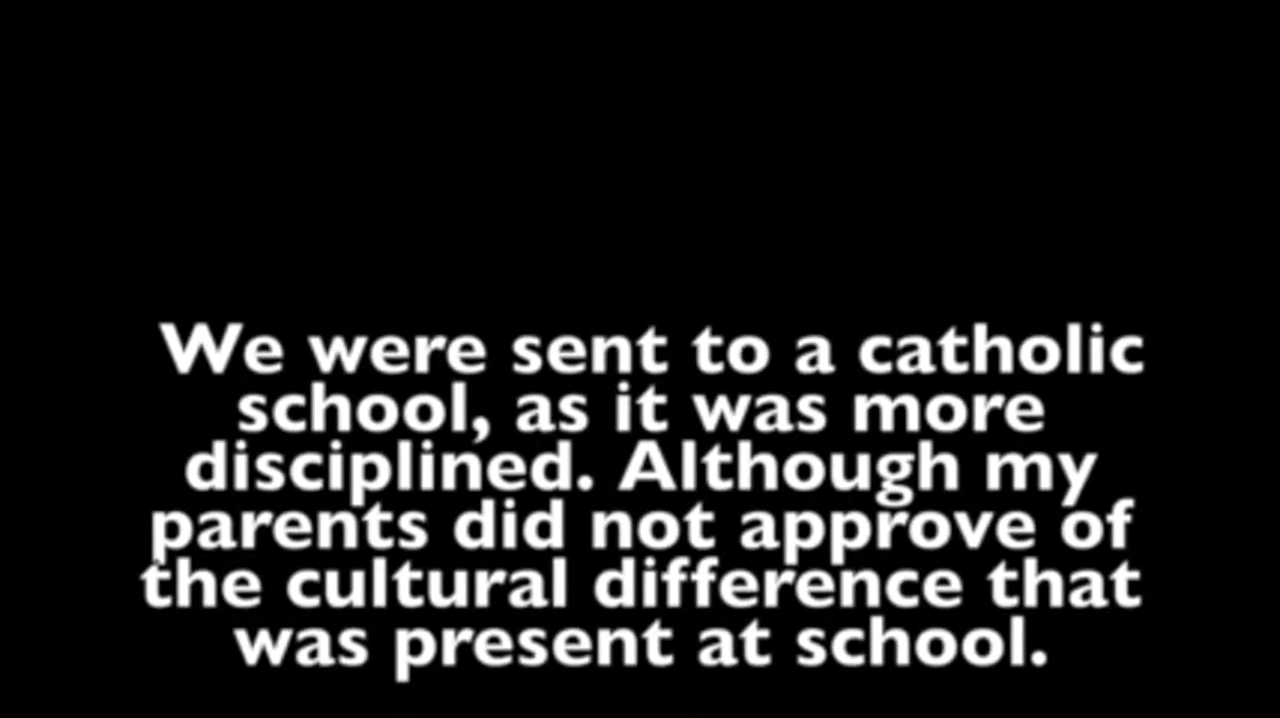 We were sent to a catholic
school, as it was more
disciplined. Although my
parents did not approve of
the cultural difference that
was present at school.